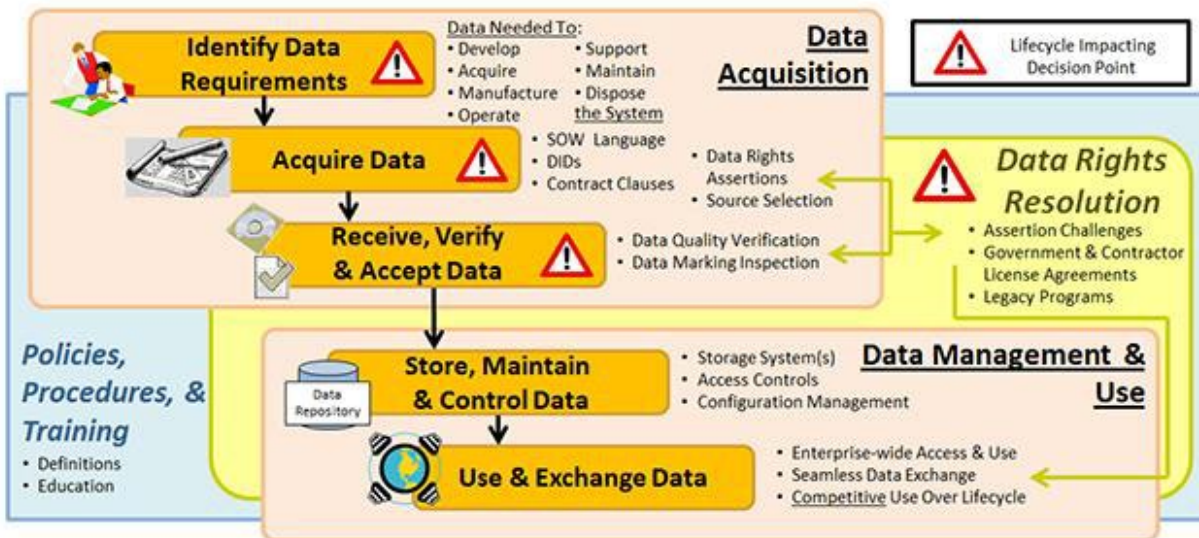 Identify Data
Requirements
Data Needed To:
• Develop
• Acquire
• Manufacture
• Operate
• Support
• Maintain
• Dispose
the System
Data
Acquisition
Lifecycle Impacting
Decision Point
Acquire Data
• SOW Language
• DIDs
• Contract Clauses
• Data Rights
Assertions
• Source Selection
Data Rights
Resolution
• Assertion Challenges
• Government & Contractor
License Agreements
• Legacy Programs
Receive, Verify
& Accept Data
• Data Quality Verification
• Data Marking Inspection
Policies,
Procedures, &
Training
• Definitions
• Education
Data
Repository
Store, Maintain
& Control Data
• Storage System(s)
• Access Controls
• Configuration Management
Data Management &
Use
Use & Exchange Data
• Enterprise-wide Access & Use
• Seamless Data Exchange
• Competitive Use Over Lifecycle